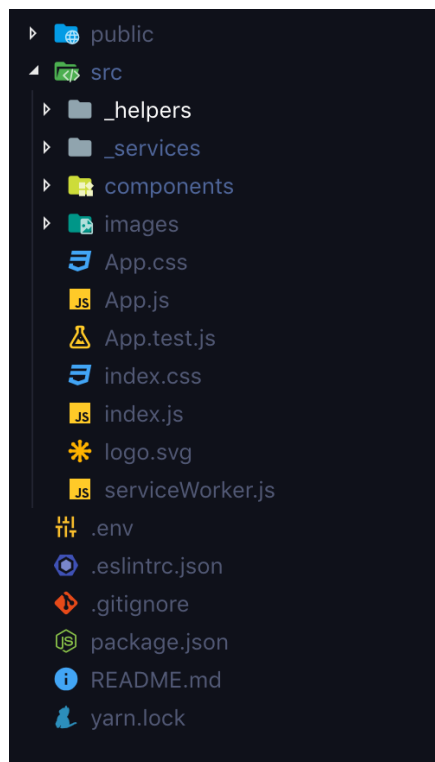 public
src
_helpers
_services
components
images
App.css
App.js
App.test.js
index.css
index.js
logo.svg
serviceWorker.js
.env
.eslintrc.json
.gitignore
package.json
README.md
yarn.lock